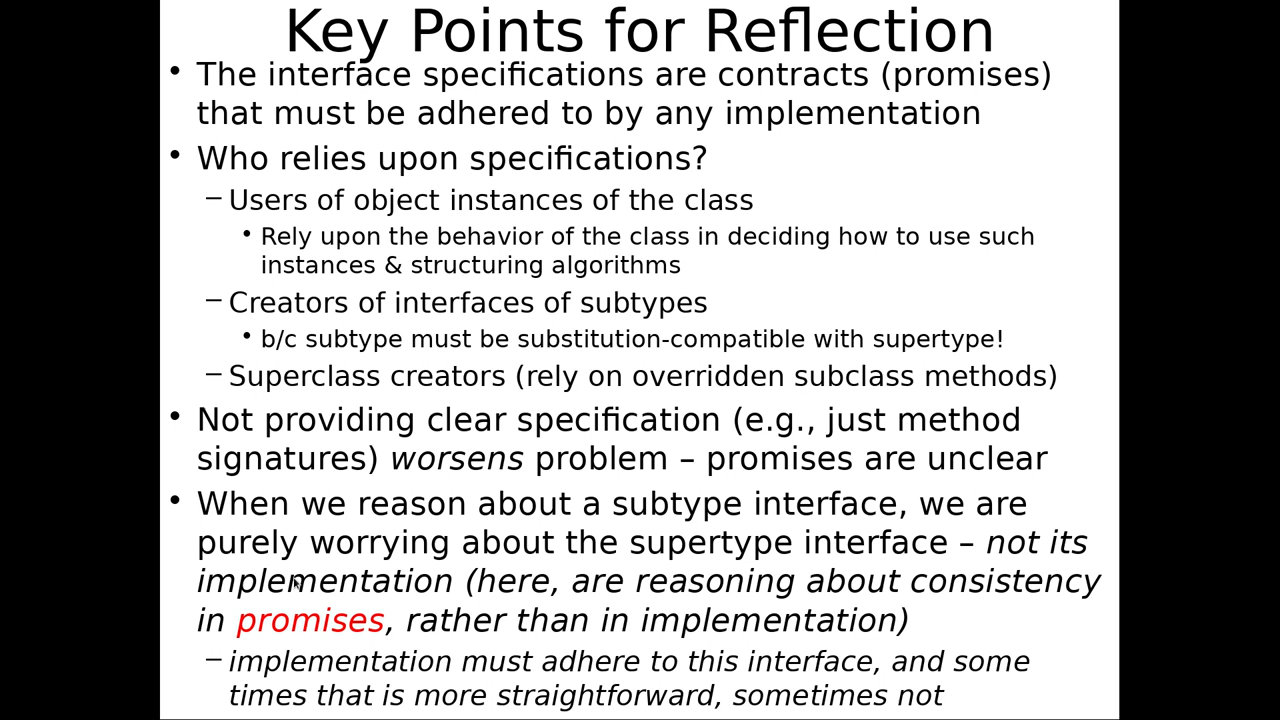 Key Points for Reflection
• The interface specifications are contracts (promises)
that must be adhered to by any implementation
• Who relies upon specifications?
– Users of object instances of the class
• Rely upon the behavior of the class in deciding how to use such
instances & structuring algorithms
– Creators of interfaces of subtypes
• b/c subtype must be substitution-compatible with supertype!
– Superclass creators (rely on overridden subclass methods)
• Not providing clear specification (e.g., just method
signatures) worsens problem – promises are unclear
• When we reason about a subtype interface, we are
purely worrying about the supertype interface – not its
implementation (here, are reasoning about consistency
in promises, rather than in implementation)
– implementation must adhere to this interface, and some
times that is more straightforward, sometimes not